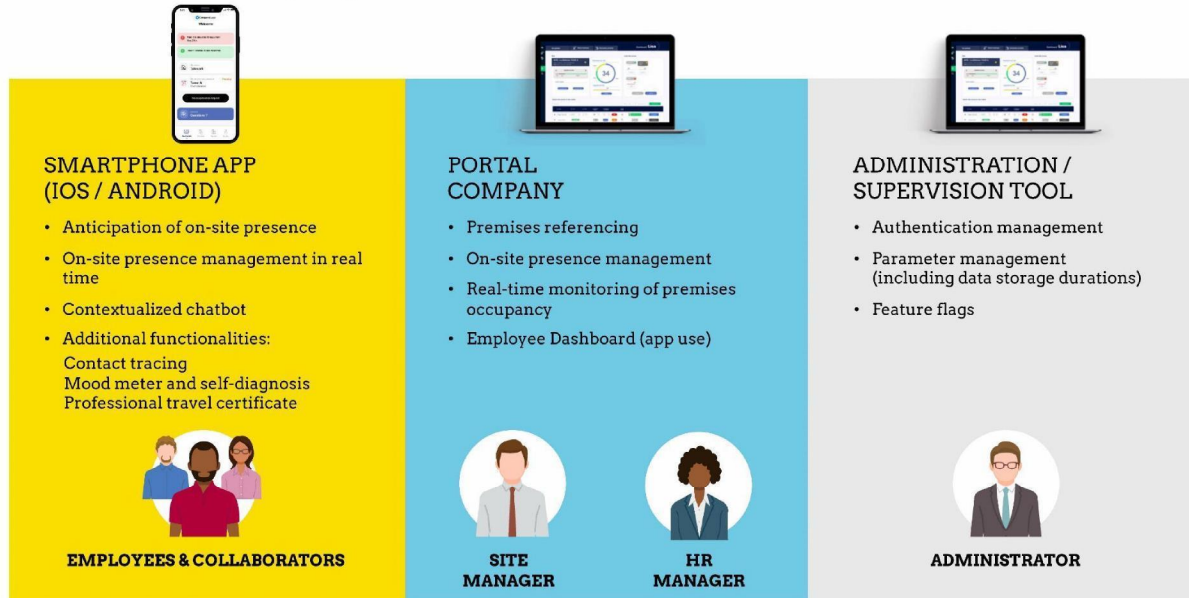 Welcome
34
SMARTPHONE APP
(IOS / ANDROID)
• Anticipation of on-site presence
• On-site presence management in real
time
• Contextualized chatbot
• Additional functionalities:
Contact tracing
Mood meter and self-diagnosis
Professional travel certificate
EMPLOYEES & COLLABORATORS
PORTAL
COMPANY
• Premises referencing
• On-site presence management
• Real-time monitoring of premises
occupancy
• Employee Dashboard (app use)
SITE
MANAGER
HR
MANAGER
34
ADMINISTRATION /
SUPERVISION TOOL
• Authentication management
• Parameter management
(including data storage durations)
• Feature flags
ADMINISTRATOR